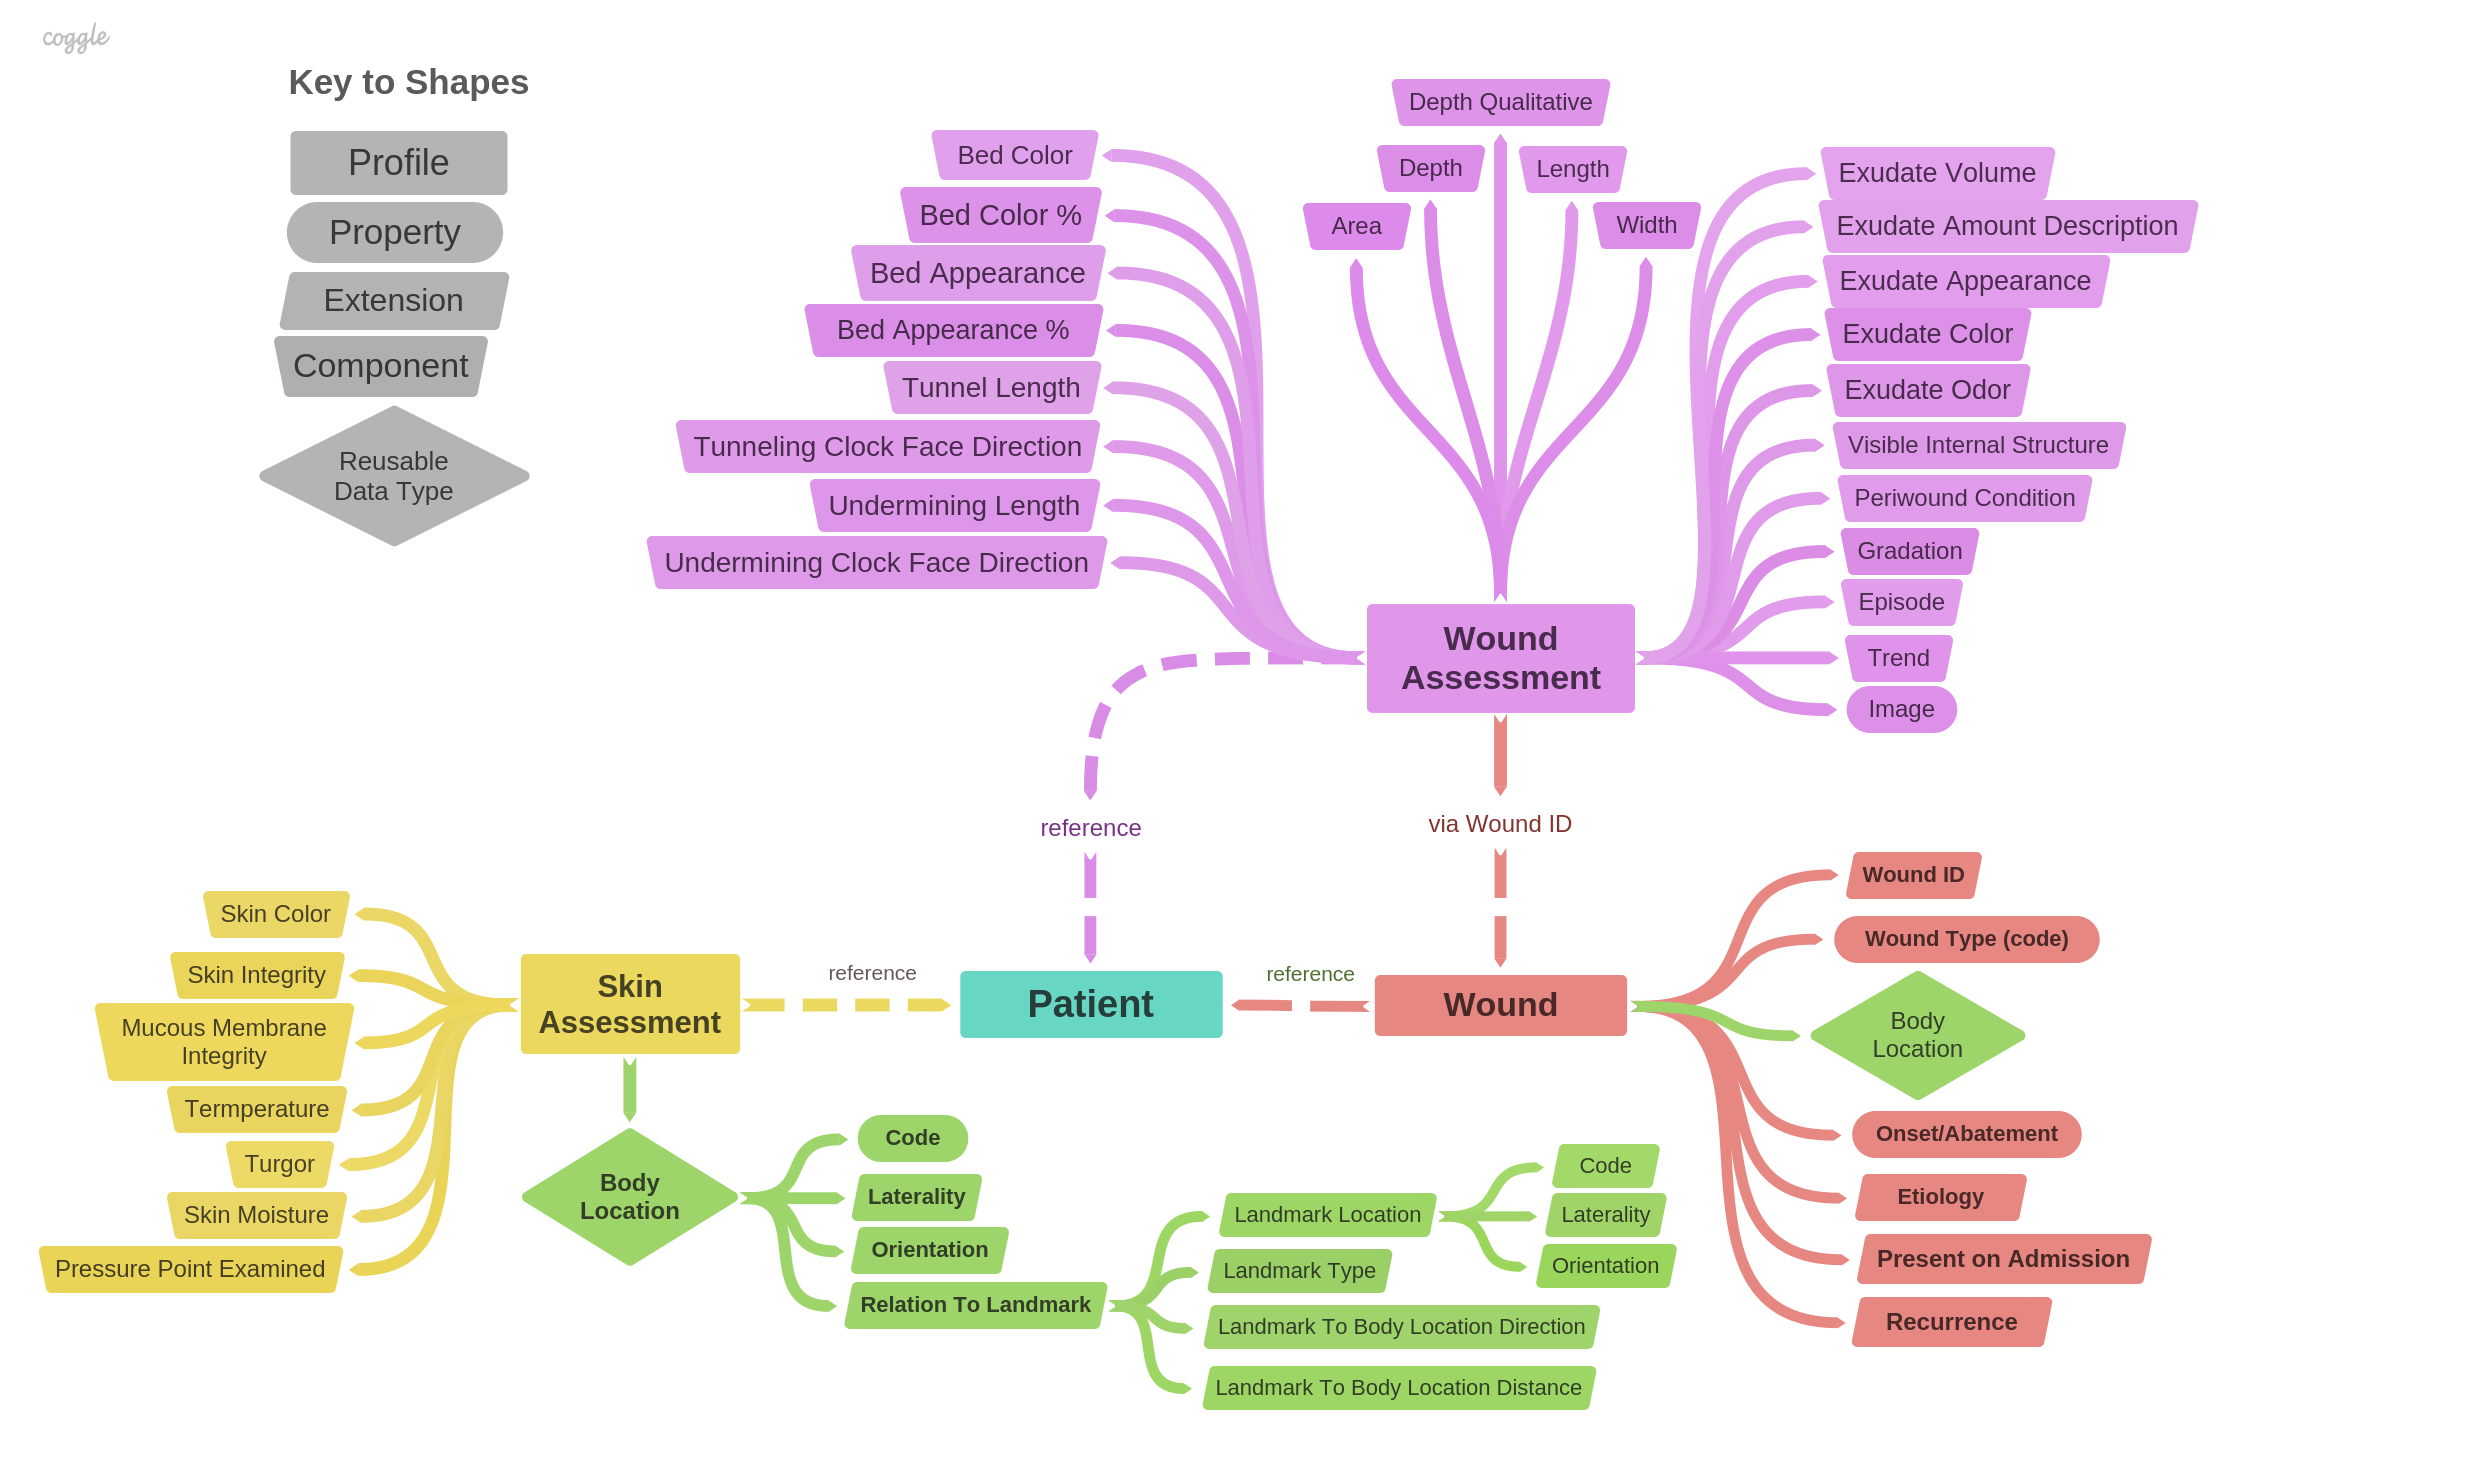 coggle
Key to Shapes
Profile
Property
Extension
Component
Reusable
Data Type
Bed Color
Bed Color %
Bed Appearance
Bed Appearance %
Tunnel Length
Tunneling Clock Face Direction
Undermining Length
Undermining Clock Face Direction
Depth Qualitative
Depth
Length
Area
Width
Exudate Volume
Exudate Amount Description
Exudate Appearance
Exudate Color
Exudate Odor
Visible Internal Structure
Periwound Condition
Gradation
Episode
Trend
Image
Wound
Assessment
reference
via Wound ID
Skin Color
Skin Integrity
Mucous Membrane
Integrity
Termperature
Turgor
Skin Moisture
Pressure Point Examined
Skin
Assessment
reference
Patient
reference
Wound
Wound ID
Wound Type (code)
Body
Location
Onset/Abatement
Etiology
Present on Admission
Recurrence
Body
Location
Code
Laterality
Orientation
Relation To Landmark
Landmark Location
Landmark Type
Landmark To Body Location Direction
Landmark To Body Location Distance
Code
Laterality
Orientation